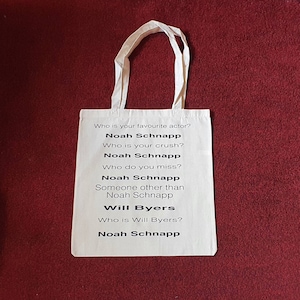 Who is your favourite actor?
Noah Schnapp
Who is your crush?
Noah Schnapp
Who do you miss?
Noah Schnapp
Someone other than
Noah Schnapp
Will Byers
Who is Will Byers?
Noah Schnapp